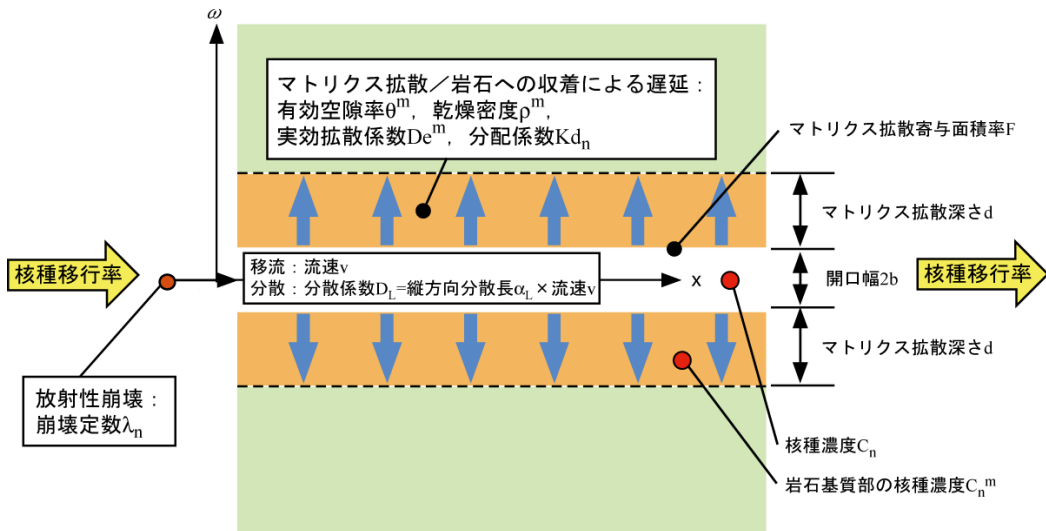 ω
マトリクス拡散／岩石への収着による遅延：
有効空隙率θ^m, 乾燥密度ρ^m,
実効拡散係数De^m, 分配係数Kd_n
マトリクス拡散寄与面積率F
マトリクス拡散深さd
核種移行率
移流：流速v
分散：分散係数D_L=縦方向分散長α_L×流速v
x
開口幅2b
核種移行率
マトリクス拡散深さd
放射性崩壊：
崩壊定数λ_n
核種濃度C_n
岩石基質部の核種濃度C_n^m